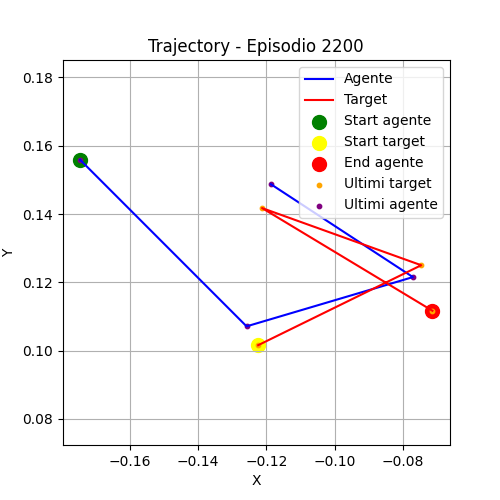 Trajectory - Episodio 2200
Agente
Target
Start agente
Start target
End agente
Ultimi target
Ultimi agente
Y
0.18
0.16
0.14
0.12
0.10
0.08
−0.16
−0.14
−0.12
−0.10
−0.08
X